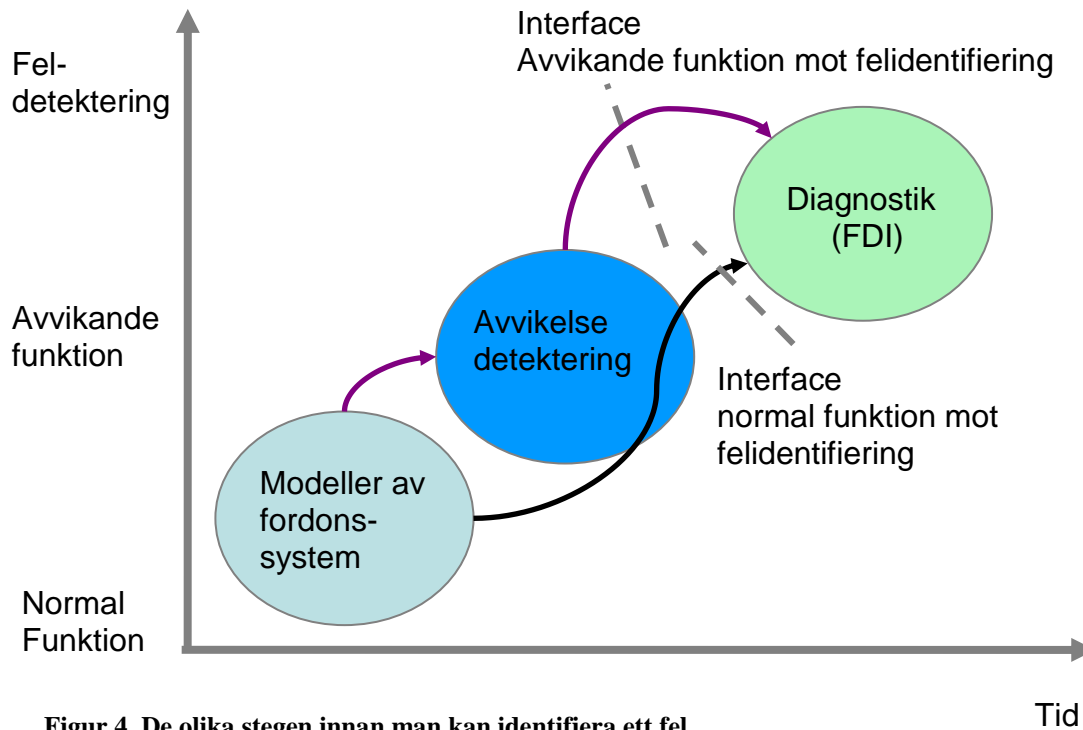 Interface
Avvikande funktion mot felidentifiering
Fel-
detektering
Diagnostik
(FDI)
Avvikande
funktion
Avvikelse
detektering
Interface
normal funktion mot
felidentifiering
Modeller av
fordons-
system
Normal
Funktion
Tid
Figur 4. De olika stegen innan man kan identifiera ett fel